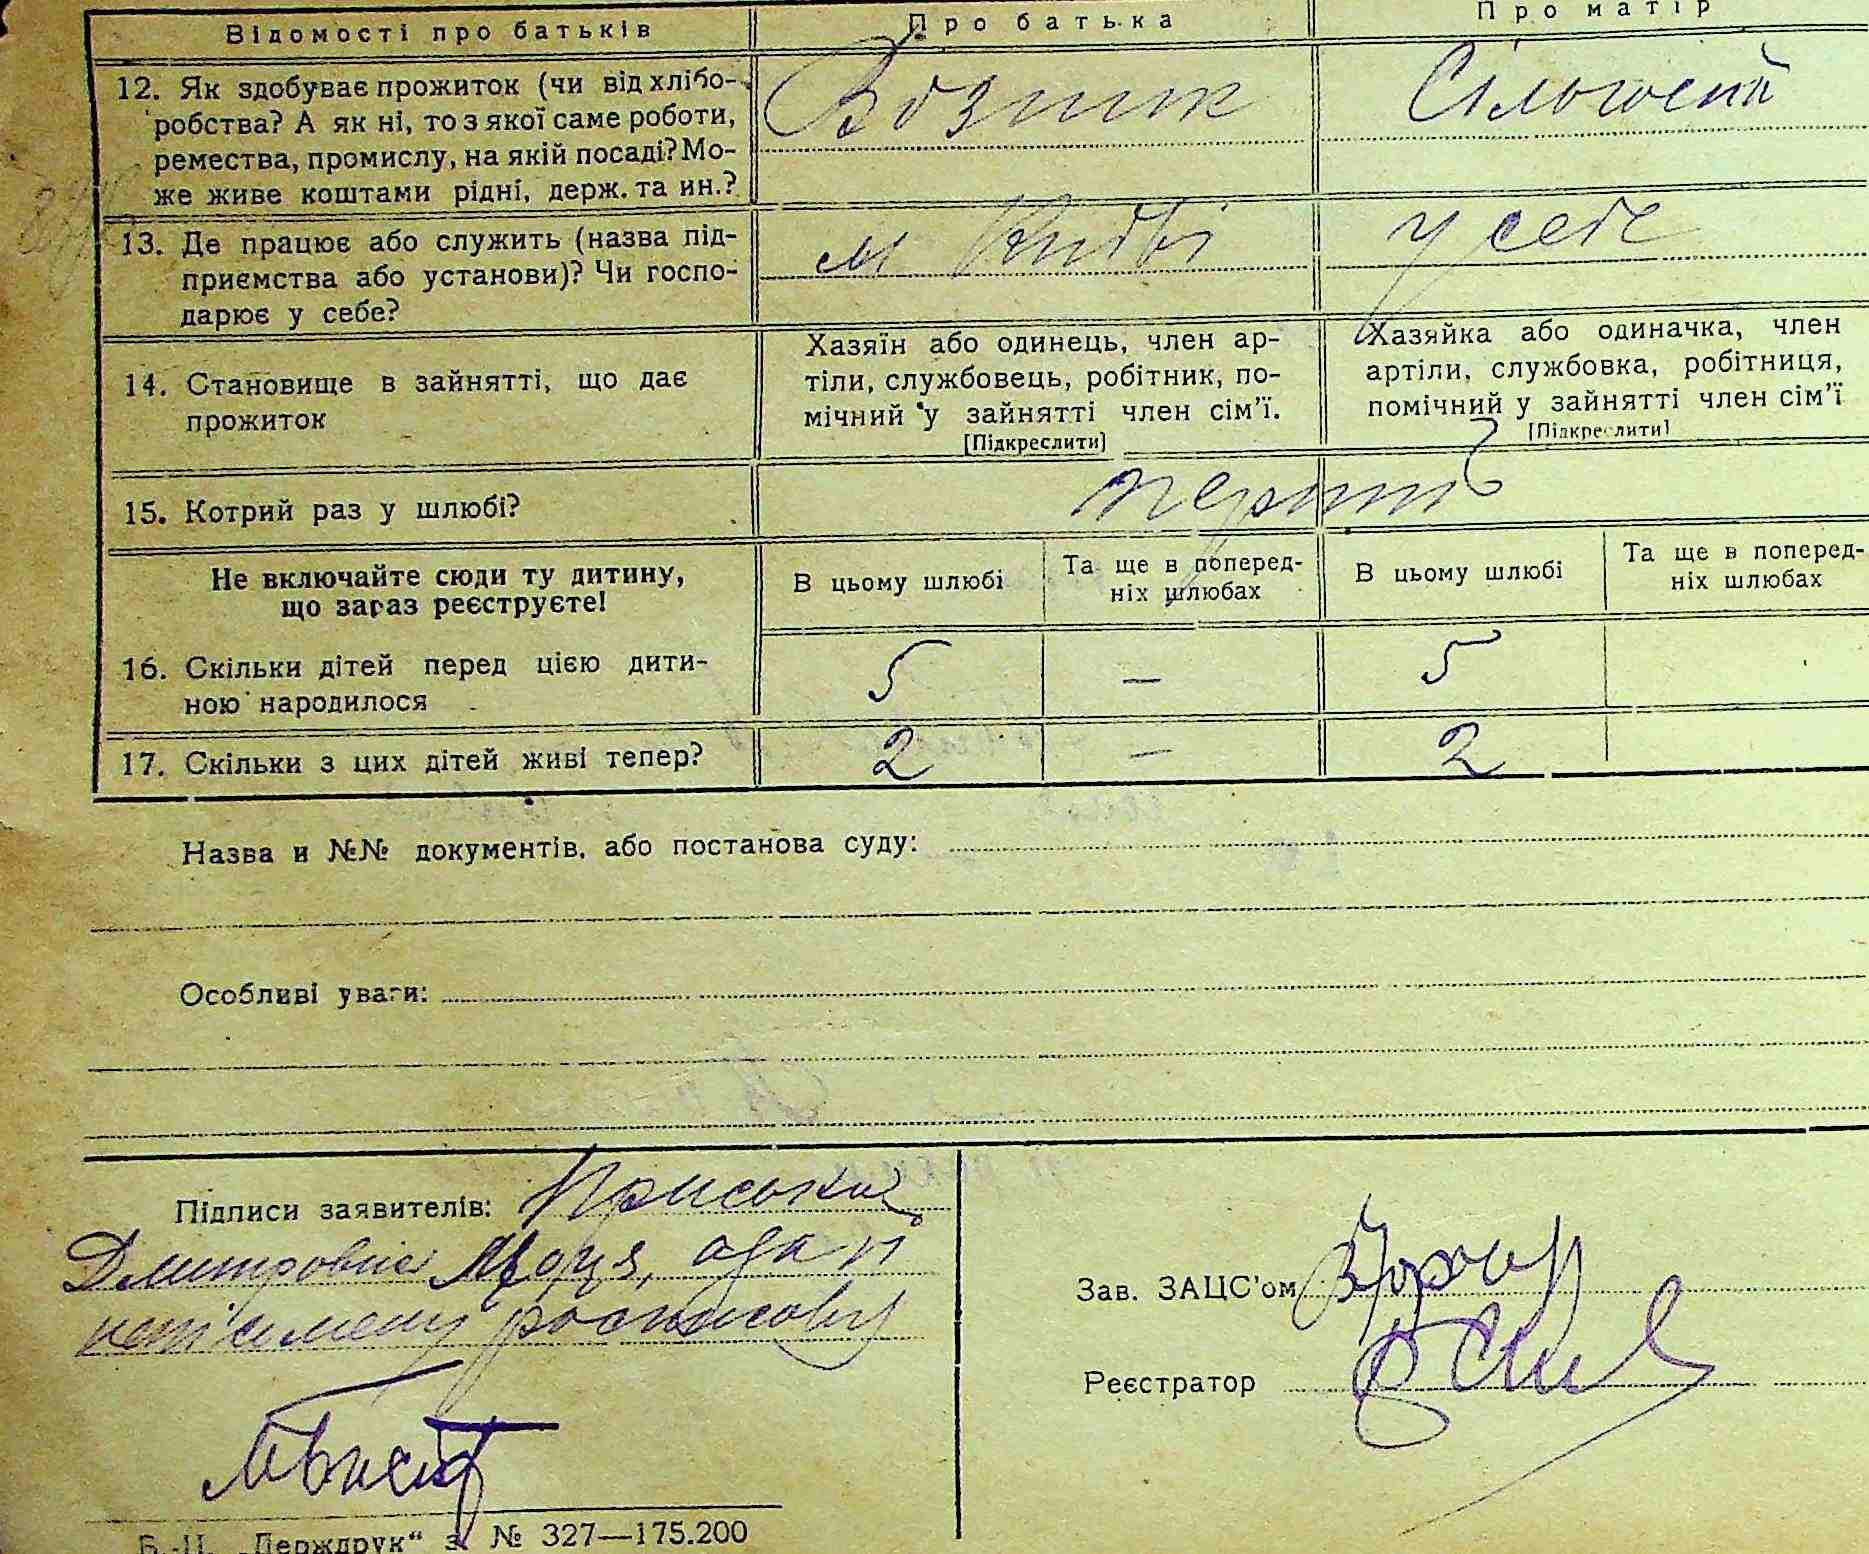 Відомості про батьків
Про батька
Про матір
12. Як здобуває прожиток (чи від хлібо-
робства? А як ні, то з якої саме роботи,
ремества, промислу, на якій посаді? Мо-
же живе коштами рідні, держ. та ин.?
Возник
13. Де працює або служить (назва під-
приємства або установи)? Чи госпо-
дарює у себе?
м Києві
у себе
14. Становище в зайнятті, що дає
прожиток
Хазяїн або одинець, член ар-
тіли, службовець, робітник, по-
мічний у зайнятті член сім'ї.
[Підкреслити]
Хазяйка або одиначка, член
артіли, службовка, робітниця,
помічний у зайнятті член сім'ї
[Підкреслити]
15. Котрий раз у шлюбі?
Не включайте сюди ту дитину,
що зараз реєструєте!
В цьому шлюбі
Та ще в поперед-
ніх шлюбах
В цьому шлюбі
Та ще в поперед-
ніх шлюбах
16. Скільки дітей перед цією дити-
ною народилося
5
—
5
17. Скільки з цих дітей живі тепер?
2
—
2
Назва и №№ документів, або постанова суду:
Особливі уваги:
Підписи заявителів: Приська
Дмитровна
Зав. ЗАЦС'ом
Реєстратор
Б.-Ц. „Держдрук“ з. № 327—175.200